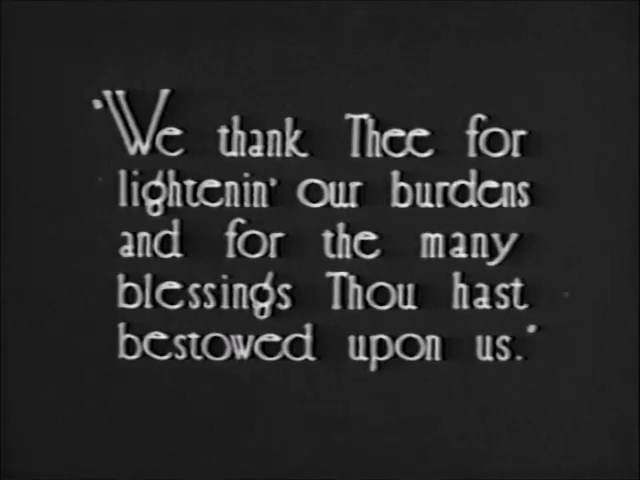 "We thank Thee for
lightenin' our burdens
and for the many
blessings Thou hast
bestowed upon us."